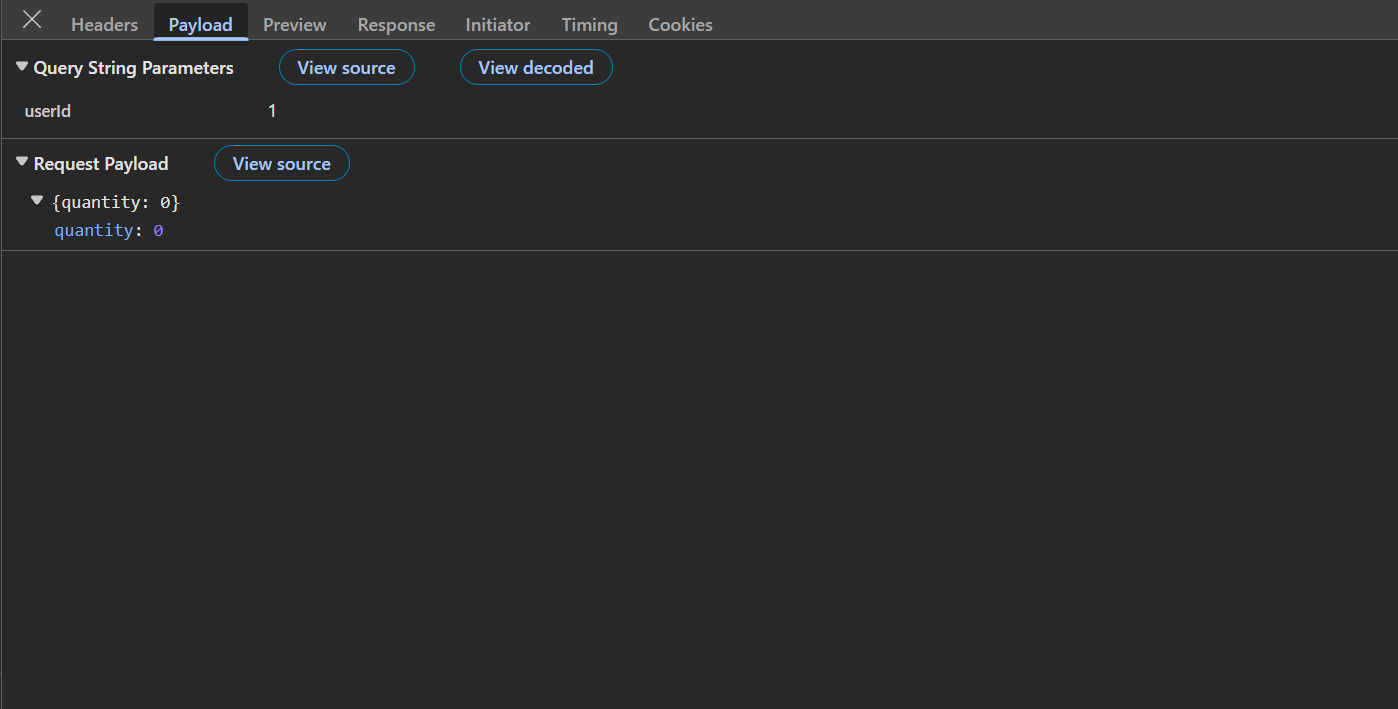 Headers Payload Preview Response Initiator Timing Cookies
Query String Parameters View source View decoded
userId 1
Request Payload View source
{quantity: 0}
quantity: 0